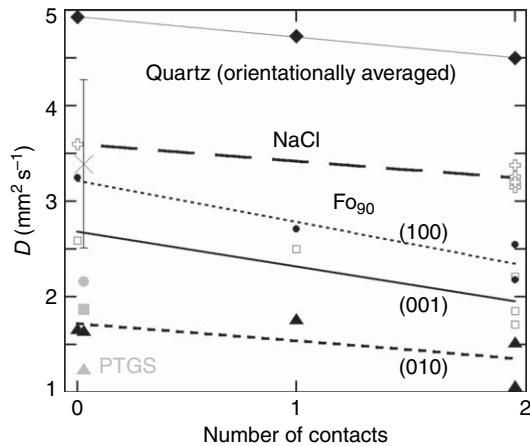 5
Quartz (orientationally averaged)
4
NaCl
D (mm² s⁻¹)
3
Fo₉₀
(100)
(001)
2
PTGS
(010)
1
0
1
2
Number of contacts